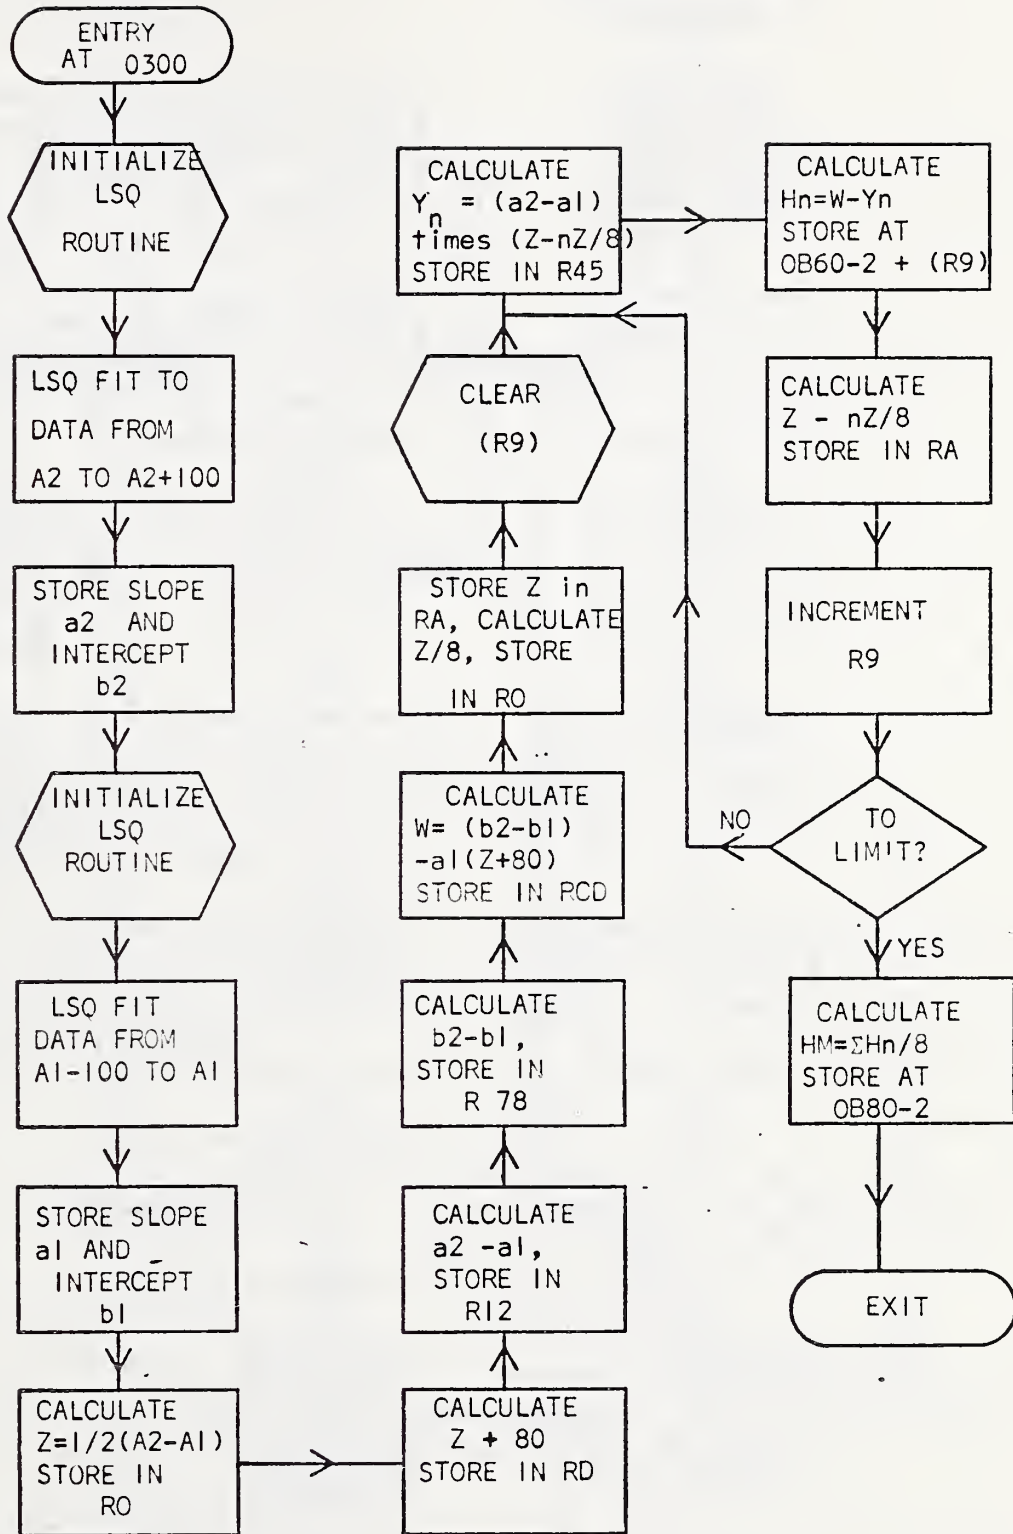 ENTRY
AT 0300
INITIALIZE
LSQ
ROUTINE
LSQ FIT TO
DATA FROM
A2 TO A2+100
STORE SLOPE
a2 AND
INTERCEPT
b2
INITIALIZE
LSQ
ROUTINE
LSQ FIT
DATA FROM
A1-100 TO A1
STORE SLOPE
a1 AND
INTERCEPT
b1
CALCULATE
Z=1/2(A2-A1)
STORE IN
R0
CALCULATE
Z + 80
STORE IN RD
CALCULATE
a2 -a1,
STORE IN
R12
CALCULATE
b2-b1,
STORE IN
R 78
CALCULATE
W= (b2-b1)
-a1(Z+80)
STORE IN RCD
STORE Z in
RA, CALCULATE
Z/8, STORE
IN R0
CLEAR
(R9)
CALCULATE
Yn = (a2-a1)
times (Z-nZ/8)
STORE IN R45
CALCULATE
Hn=W-Yn
STORE AT
0B60-2 + (R9)
CALCULATE
Z - nZ/8
STORE IN RA
INCREMENT
R9
TO
LIMIT?
NO
YES
CALCULATE
HM=ΣHn/8
STORE AT
0B80-2
EXIT